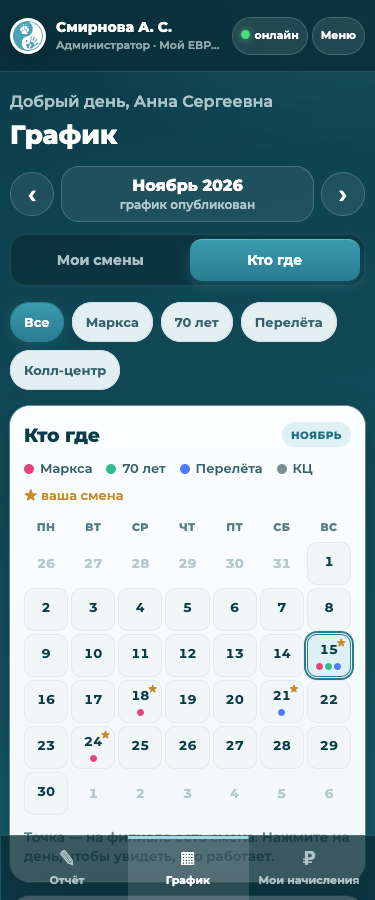 Смирнова А. С.
Администратор · Мой ЕВР...
онлайн
Меню
Добрый день, Анна Сергеевна
График
‹
Ноябрь 2026
график опубликован
›
Мои смены
Кто где
Все
Маркса
70 лет
Перелёта
Колл-центр
Кто где
НОЯБРЬ
Маркса
70 лет
Перелёта
КЦ
★ ваша смена
ПН ВТ СР ЧТ ПТ СБ ВС
26 27 28 29 30 31 1
2 3 4 5 6 7 8
9 10 11 12 13 14 15
16 17 18 19 20 21 22
23 24 25 26 27 28 29
30 1 2 3 4 5 6
Точка — на филиале есть смена. Нажмите на
день, чтобы увидеть, кто работает.
Отчёт
График
₽
Мои начисления